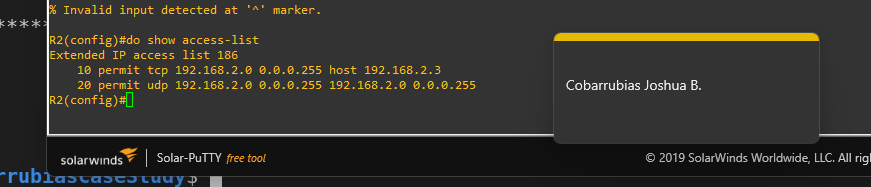 % Invalid input detected at '^' marker.
*****
R2(config)#do show access-list
Extended IP access list 186
10 permit tcp 192.168.2.0 0.0.0.255 host 192.168.2.3
20 permit udp 192.168.2.0 0.0.0.255 192.168.2.0 0.0.0.255
R2(config)#
Cobarrubias Joshua B.
solarwinds Solar-PuTTY free tool
© 2019 SolarWinds Worldwide, LLC. All rig
rrubiasCaseStudy$